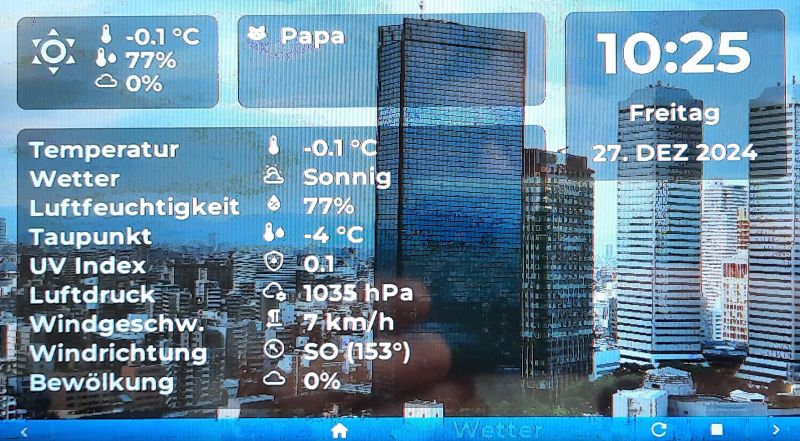 -0.1 °C
77%
0%
Papa
10:25
Freitag
27. DEZ 2024
Temperatur -0.1 °C
Wetter Sonnig
Luftfeuchtigkeit 77%
Taupunkt -4 °C
UV Index 0.1
Luftdruck 1035 hPa
Windgeschw. 7 km/h
Windrichtung SO (153°)
Bewölkung 0%
Wetter